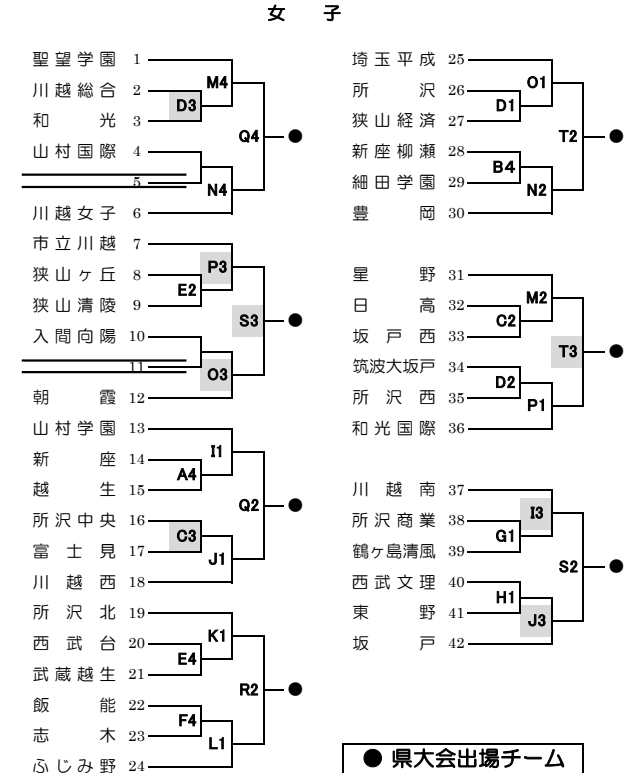 女 子
聖望学園 1
川越総合 2
和光 3
山村国際 4
5
川越女子 6
M4
D3
Q4
N4
市立川越 7
狭山ヶ丘 8
狭山清陵 9
入間向陽 10
11
朝霞 12
P3
E2
S3
O3
山村学園 13
新座 14
越生 15
所沢中央 16
富士見 17
川越西 18
I1
A4
Q2
C3
J1
所沢北 19
西武台 20
武蔵越生 21
飯能 22
志木 23
ふじみ野 24
K1
E4
R2
F4
L1
埼玉平成 25
所沢 26
狭山経済 27
新座柳瀬 28
細田学園 29
豊岡 30
O1
D1
T2
B4
N2
星野 31
日高 32
坂戸西 33
筑波大坂戸 34
所沢西 35
和光国際 36
M2
C2
T3
D2
P1
川越南 37
所沢商業 38
鶴ヶ島清風 39
西武文理 40
東野 41
坂戸 42
I3
G1
S2
H1
J3
● 県大会出場チーム